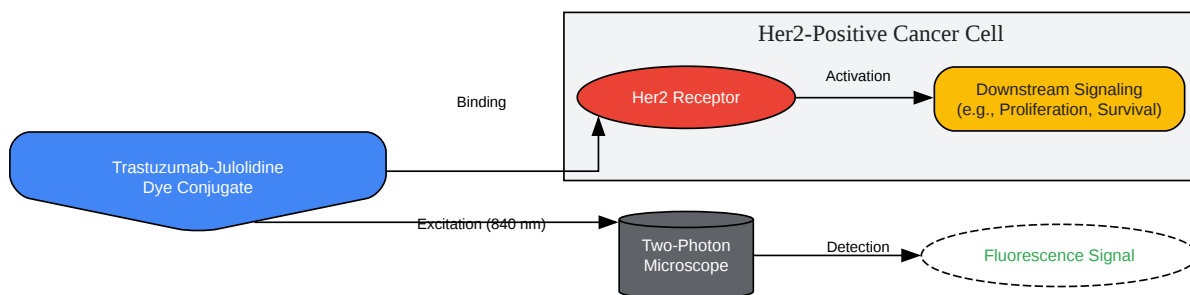 Her2-Positive Cancer Cell
Binding
Her2 Receptor
Activation
Downstream Signaling
(e.g., Proliferation, Survival)
Trastuzumab-Julolidine
Dye Conjugate
Excitation (840 nm)
Two-Photon
Microscope
Detection
Fluorescence Signal